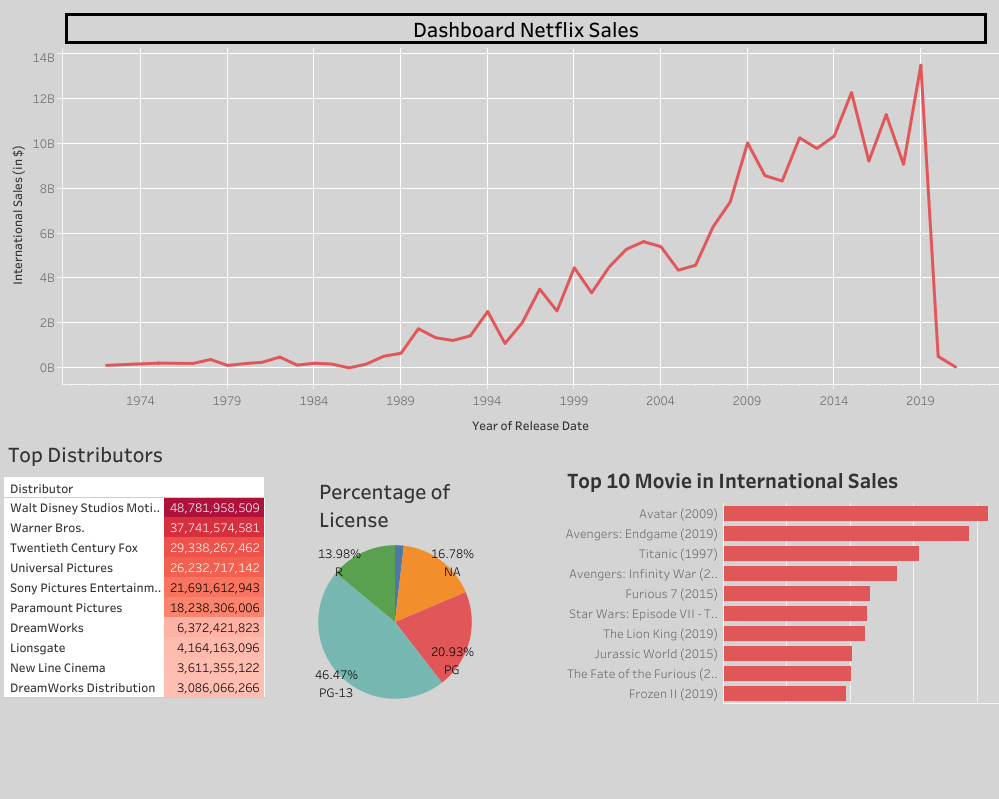 Dashboard Netflix Sales
14B
12B
10B
8B
6B
4B
2B
0B
International Sales (in $)
1974 1979 1984 1989 1994 1999 2004 2009 2014 2019
Year of Release Date
Top Distributors
Distributor
Walt Disney Studios Moti.. 48,781,958,509
Warner Bros. 37,741,574,581
Twentieth Century Fox 29,338,267,462
Universal Pictures 26,232,717,142
Sony Pictures Entertainm.. 21,691,612,943
Paramount Pictures 18,238,306,006
DreamWorks 6,372,421,823
Lionsgate 4,164,163,096
New Line Cinema 3,611,355,122
DreamWorks Distribution 3,086,066,266
Percentage of
License
13.98%
R
16.78%
NA
20.93%
PG
46.47%
PG-13
Top 10 Movie in International Sales
Avatar (2009)
Avengers: Endgame (2019)
Titanic (1997)
Avengers: Infinity War (2..
Furious 7 (2015)
Star Wars: Episode VII - T..
The Lion King (2019)
Jurassic World (2015)
The Fate of the Furious (2..
Frozen II (2019)